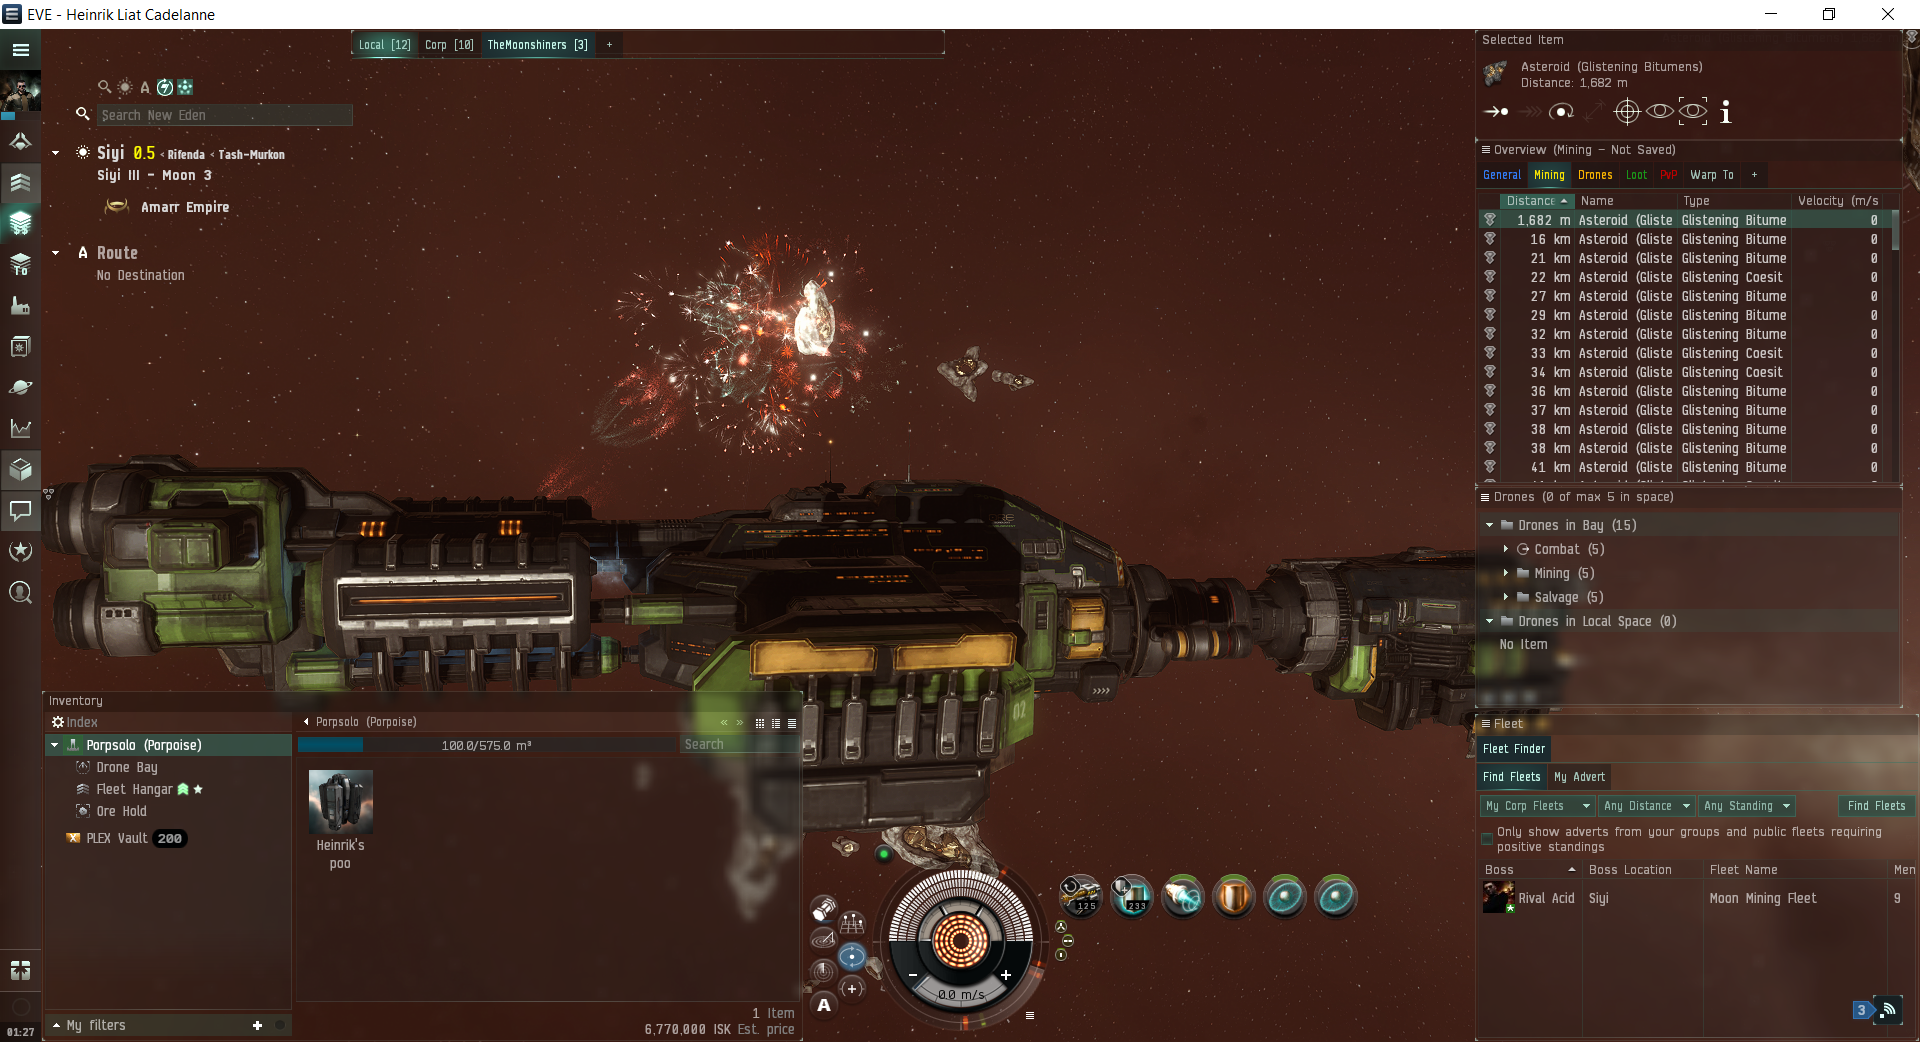 EVE - Heinrik Liat Cadelanne
Local [12] Corp [10] TheMoonshiners [3] +
Search New Eden
Siyi 0.5 < Rifenda < Tash-Murkon
Siyi III - Moon 3
Amarr Empire
A Route
No Destination
Selected Item
Asteroid (Glistening Bitumens)
Distance: 1,682 m
Overview (Mining - Not Saved)
General Mining Drones Loot PvP Warp To +
Distance Name Type Velocity (m/s
1,682 m Asteroid (Gliste Glistening Bitume 0
16 km Asteroid (Gliste Glistening Bitume 0
21 km Asteroid (Gliste Glistening Bitume 0
22 km Asteroid (Gliste Glistening Coesit 0
27 km Asteroid (Gliste Glistening Bitume 0
29 km Asteroid (Gliste Glistening Bitume 0
32 km Asteroid (Gliste Glistening Bitume 0
33 km Asteroid (Gliste Glistening Coesit 0
34 km Asteroid (Gliste Glistening Coesit 0
36 km Asteroid (Gliste Glistening Bitume 0
37 km Asteroid (Gliste Glistening Bitume 0
38 km Asteroid (Gliste Glistening Bitume 0
38 km Asteroid (Gliste Glistening Bitume 0
41 km Asteroid (Gliste Glistening Bitume 0
Drones (0 of max 5 in space)
Drones in Bay (15)
Combat (5)
Mining (5)
Salvage (5)
Drones in Local Space (0)
No Item
Fleet
Fleet Finder
Find Fleets My Advert
My Corp Fleets Any Distance Any Standing Find Fleets
Only show adverts from your groups and public fleets requiring
positive standings
Boss Boss Location Fleet Name Men
Rival Acid Siyi Moon Mining Fleet 9
3
Inventory
Index
Porpsolo (Porpoise)
Drone Bay
Fleet Hangar
Ore Hold
PLEX Vault 200
My filters +
Porpsolo (Porpoise)
100.0/575.0 m³ Search
Heinrik's
poo
1 Item
6,770,000 ISK Est. price
125
233
0.0 m/s
A
02
01:27